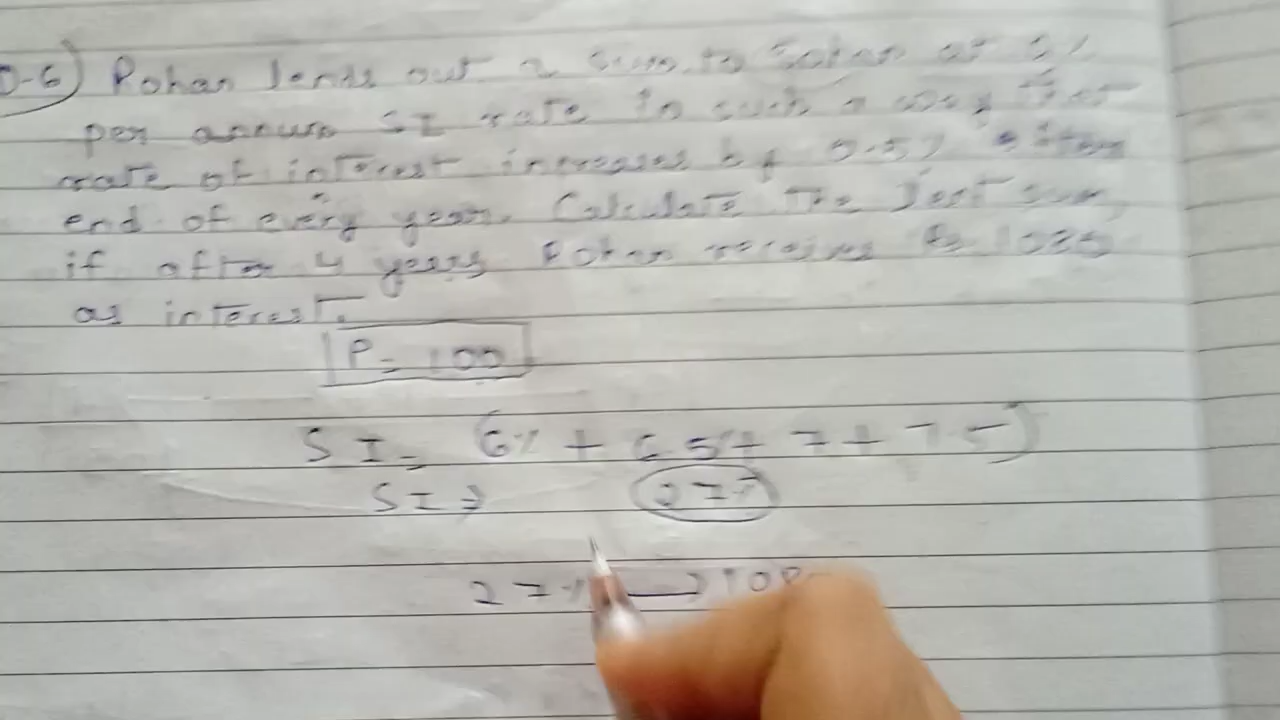 Q-6) Rohan lends out a sum to Sohan at 6%
per annum SI rate in such a way that
rate of interest increases by 0.5% after
end of every year. Calculate the lent sum,
if after 4 years Rohan receives Rs 1080
as interest.
P = 100
SI = (6% + 6.5% + 7 + 7.5)
SI → 27%
27% → 108